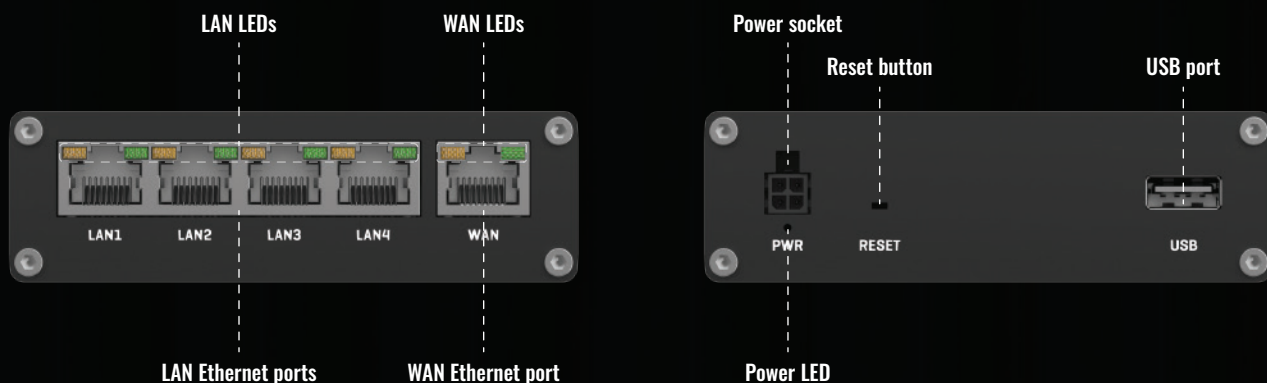 LAN LEDs
WAN LEDs
Power socket
Reset button
USB port
LAN1 LAN2 LAN3 LAN4 WAN
PWR RESET USB
LAN Ethernet ports
WAN Ethernet port
Power LED